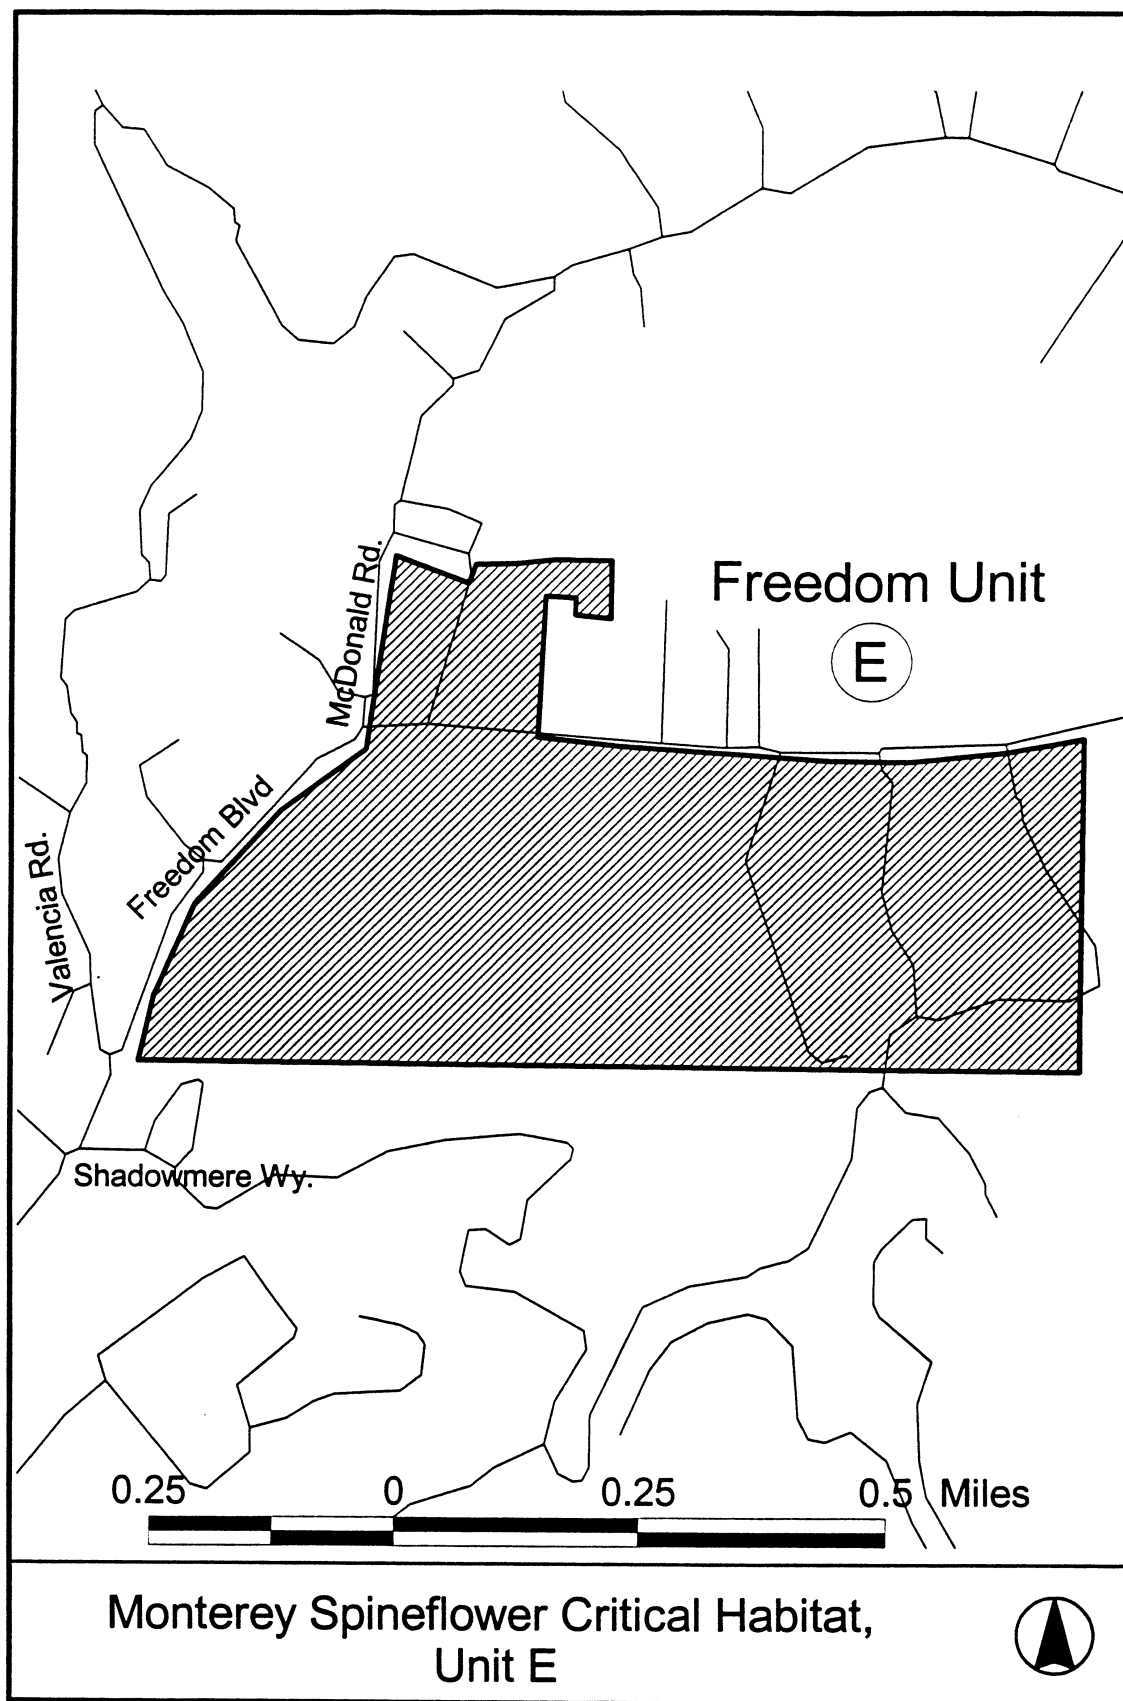 McDonald Rd.
Freedom Unit
E
Freedom Blvd
Valencia Rd.
Shadowmere Wy.
0.25 0 0.25 0.5 Miles
Monterey Spineflower Critical Habitat,
Unit E